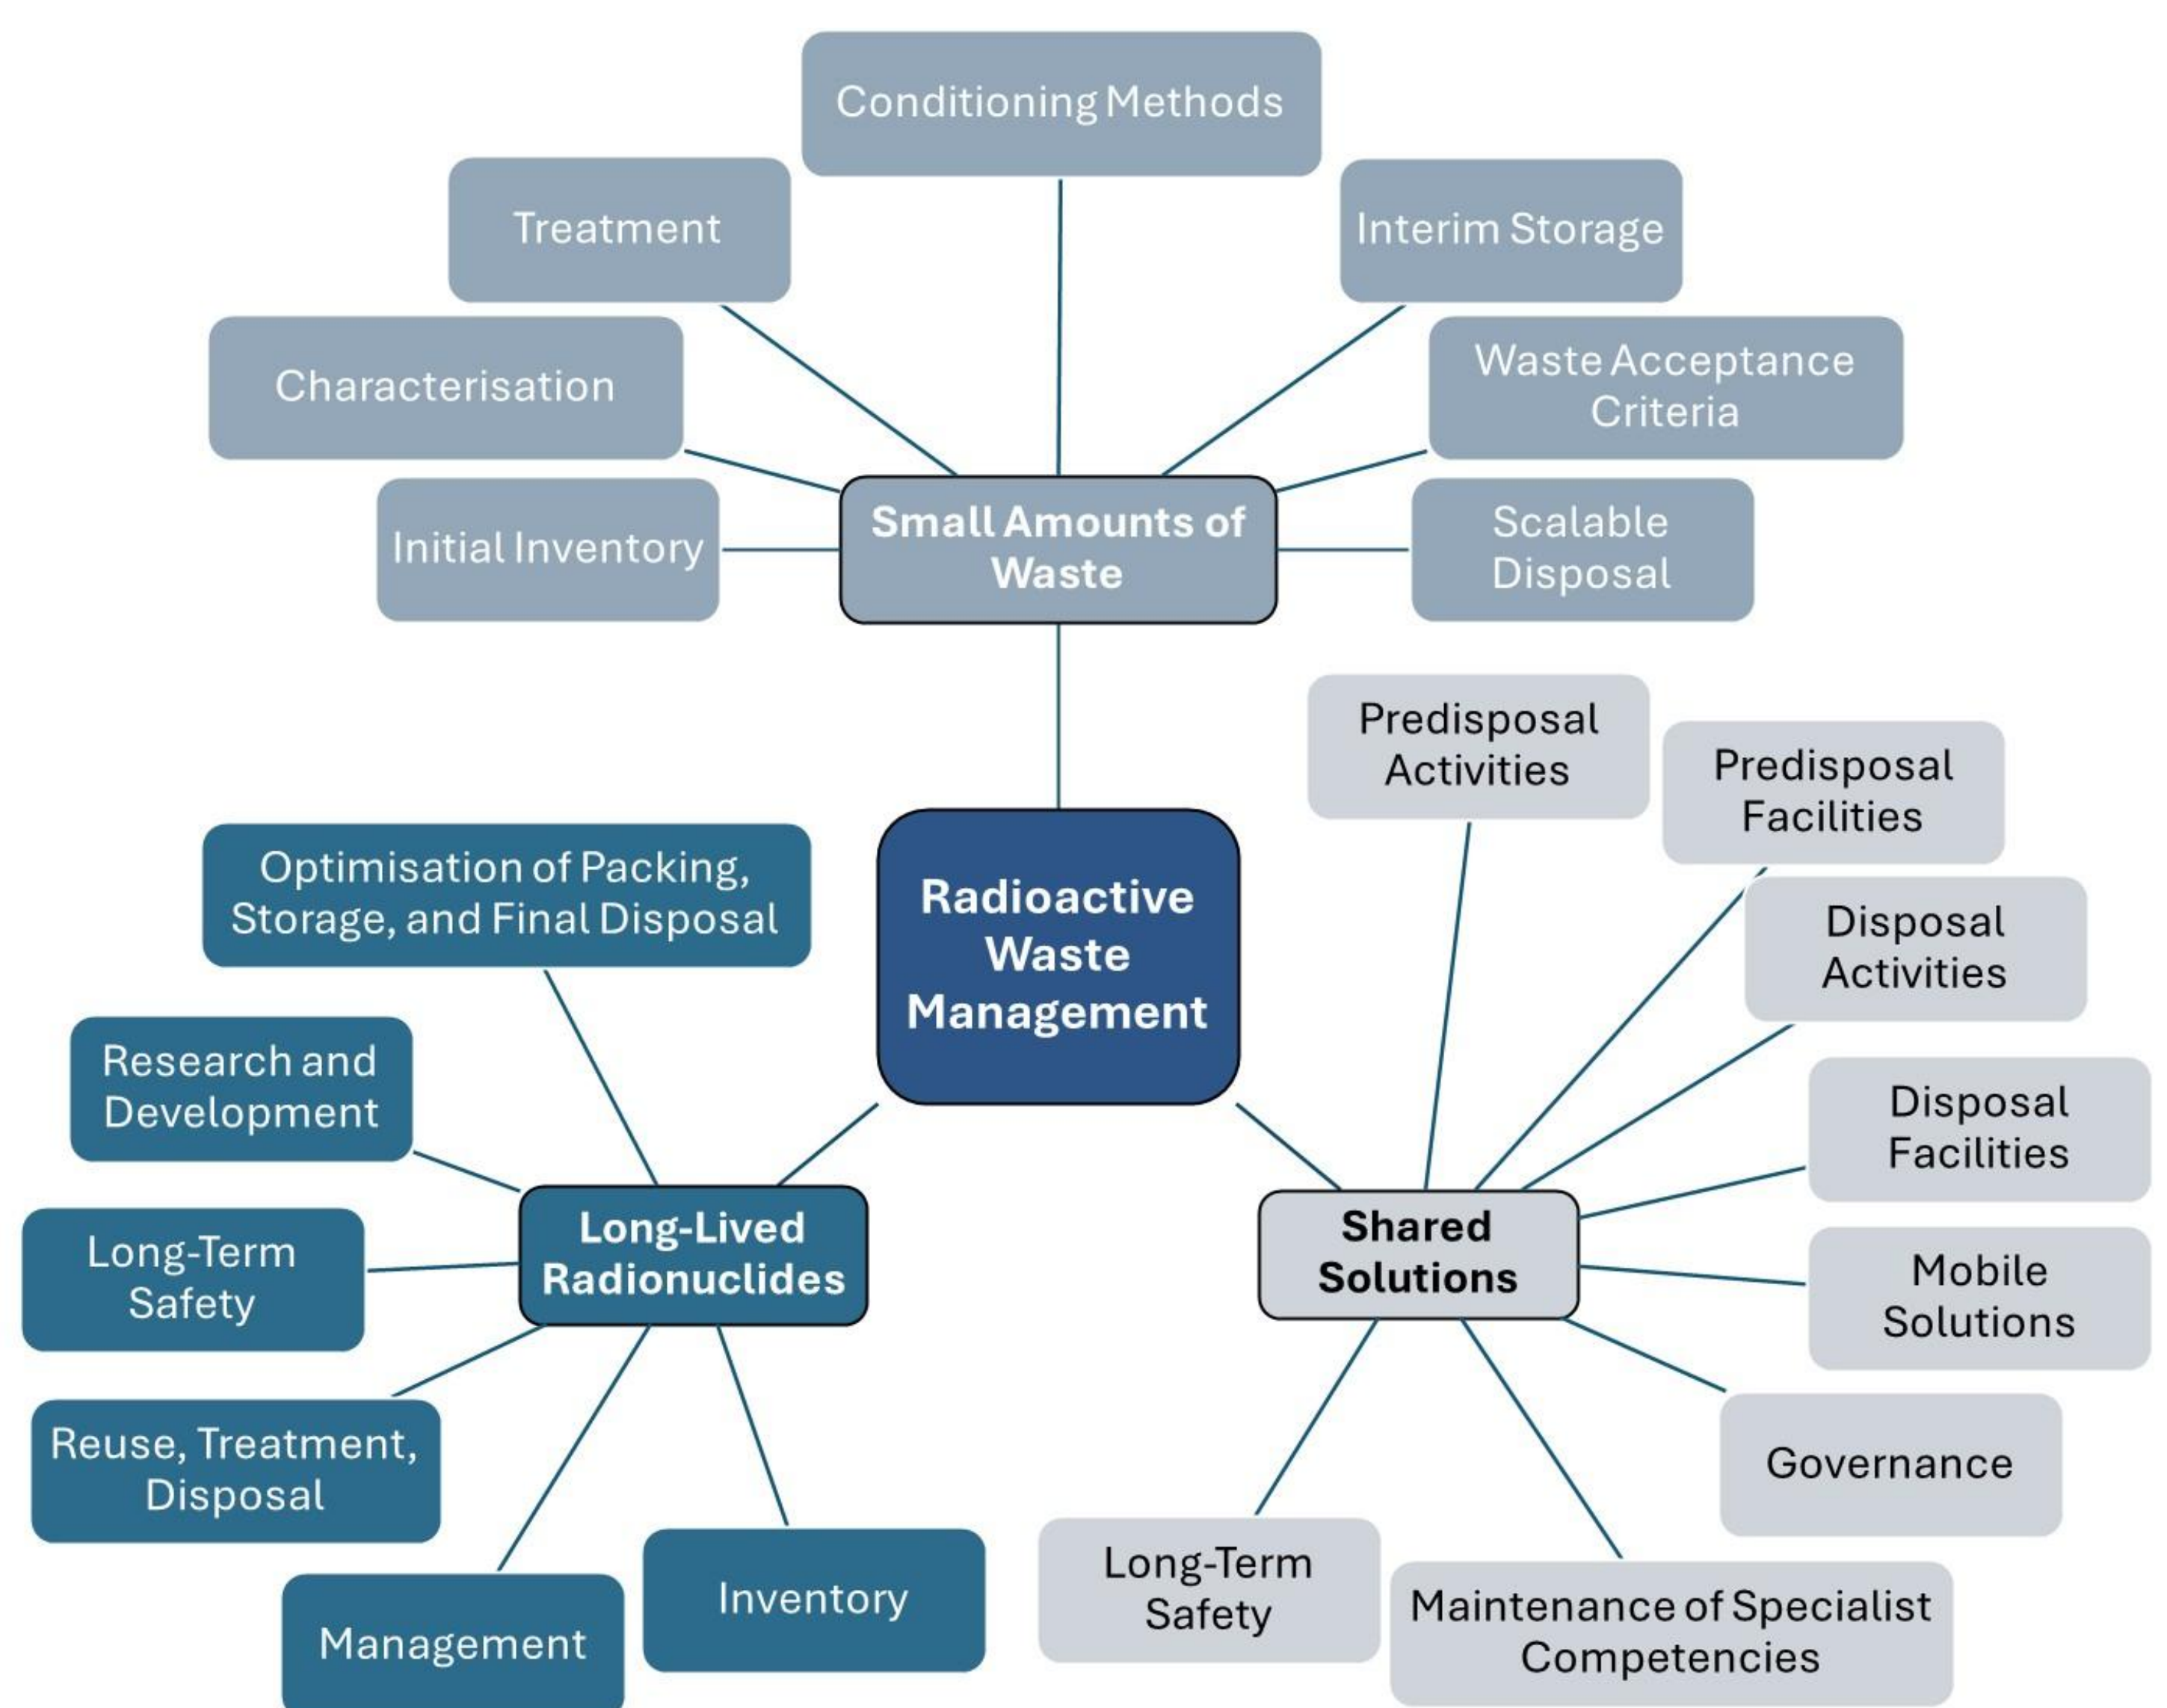 Conditioning Methods
Treatment
Interim Storage
Characterisation
Waste Acceptance
Criteria
Initial Inventory
Small Amounts of
Waste
Scalable
Disposal
Predisposal
Activities
Predisposal
Facilities
Optimisation of Packing,
Storage, and Final Disposal
Radioactive
Waste
Management
Disposal
Activities
Research and
Development
Disposal
Facilities
Long-Term
Safety
Long-Lived
Radionuclides
Shared
Solutions
Mobile
Solutions
Reuse, Treatment,
Disposal
Governance
Management
Inventory
Long-Term
Safety
Maintenance of Specialist
Competencies